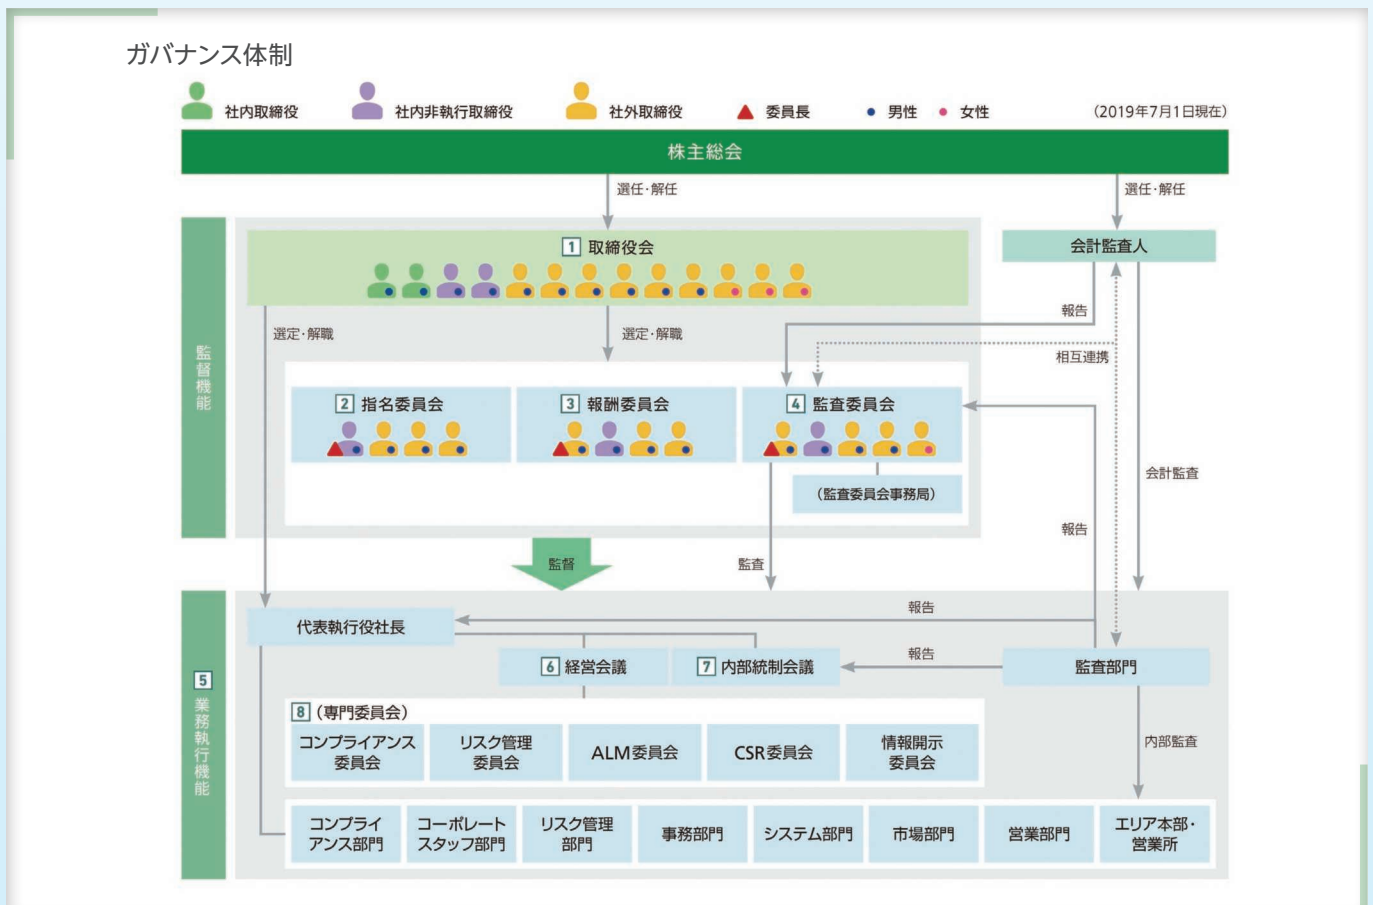 ガバナンス体制
社内取締役 社内非執行取締役 社外取締役 委員長 男性 女性 (2019年7月1日現在)
株主総会
選任・解任
選任・解任
監督機能
1 取締役会
会計監査人
選定・解職
選定・解職
報告
相互連携
2 指名委員会
3 報酬委員会
4 監査委員会
(監査委員会事務局)
会計監査
報告
監督
監査
5 業務執行機能
代表執行役社長
報告
6 経営会議
7 内部統制会議
報告
監査部門
8 (専門委員会)
コンプライアンス
委員会
リスク管理
委員会
ALM委員会
CSR委員会
情報開示
委員会
内部監査
コンプライ
アンス部門
コーポレート
スタッフ部門
リスク管理
部門
事務部門
システム部門
市場部門
営業部門
エリア本部・
営業所